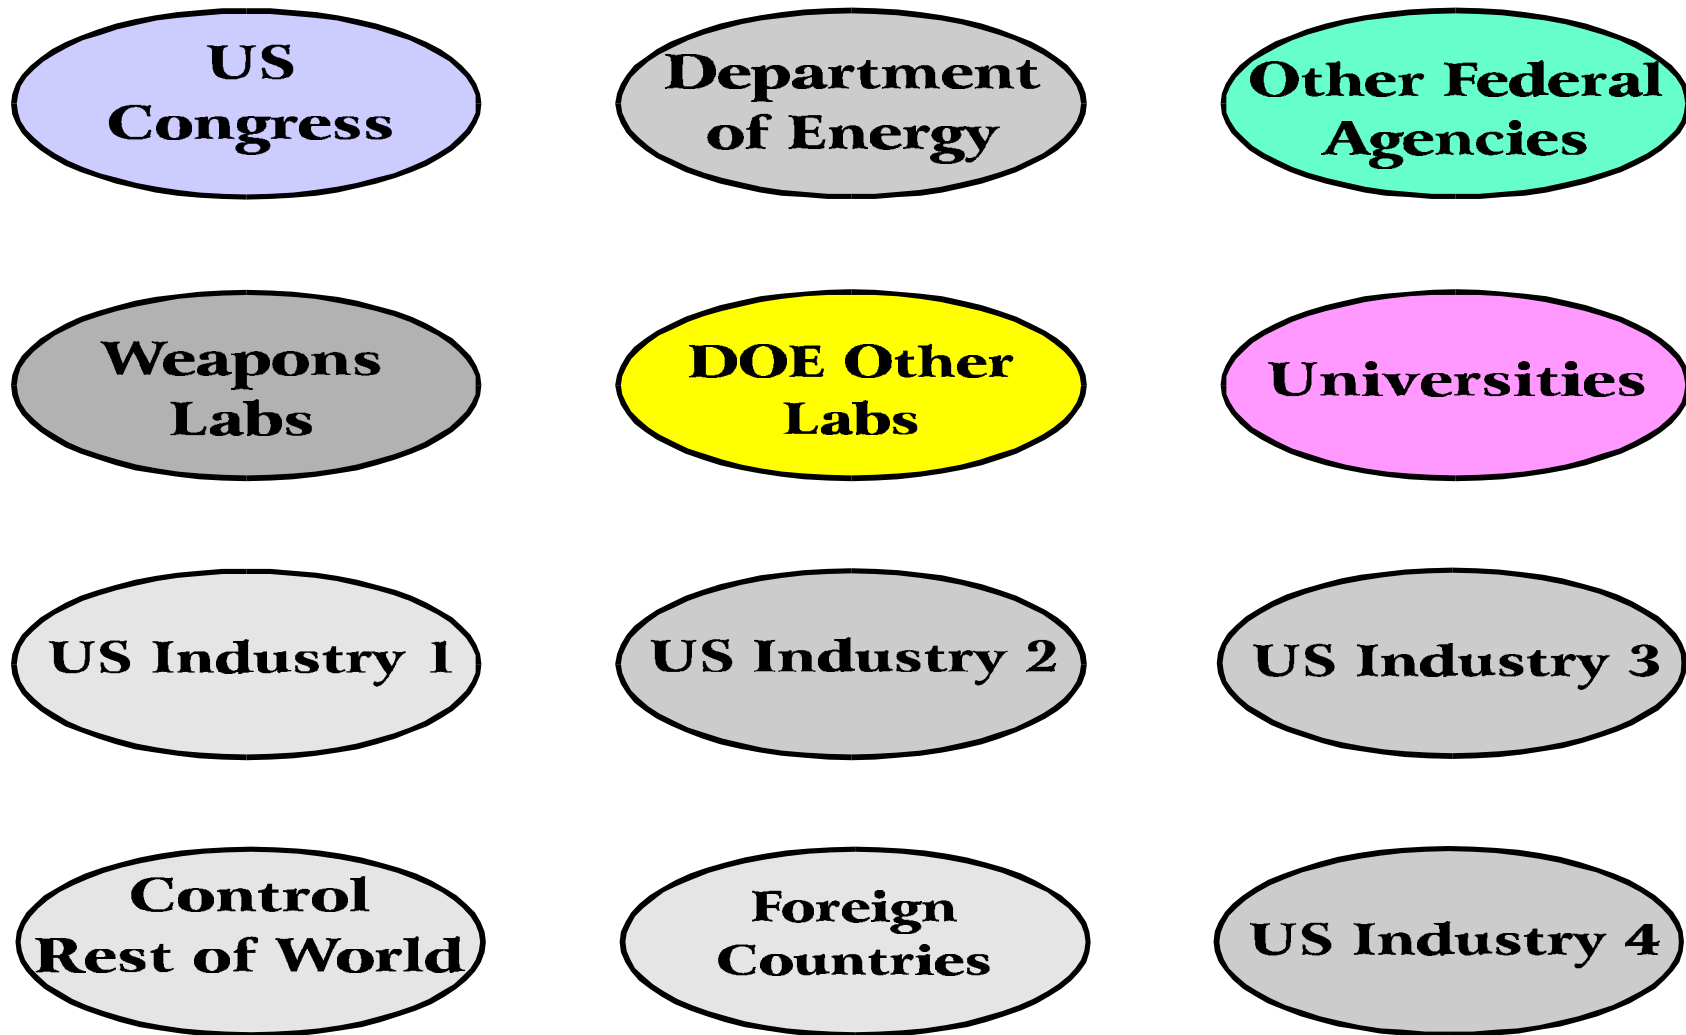 US
Congress
Department
of Energy
Other Federal
Agencies
Weapons
Labs
DOE Other
Labs
Universities
US Industry 1
US Industry 2
US Industry 3
Control
Rest of World
Foreign
Countries
US Industry 4